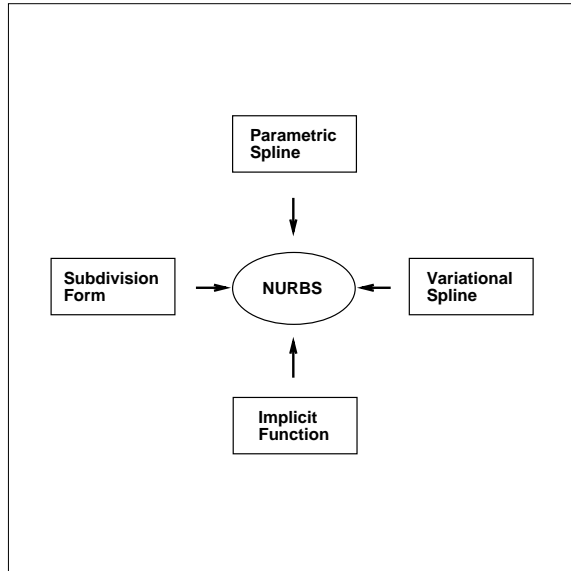 Parametric
Spline
Subdivision
Form
NURBS
Variational
Spline
Implicit
Function